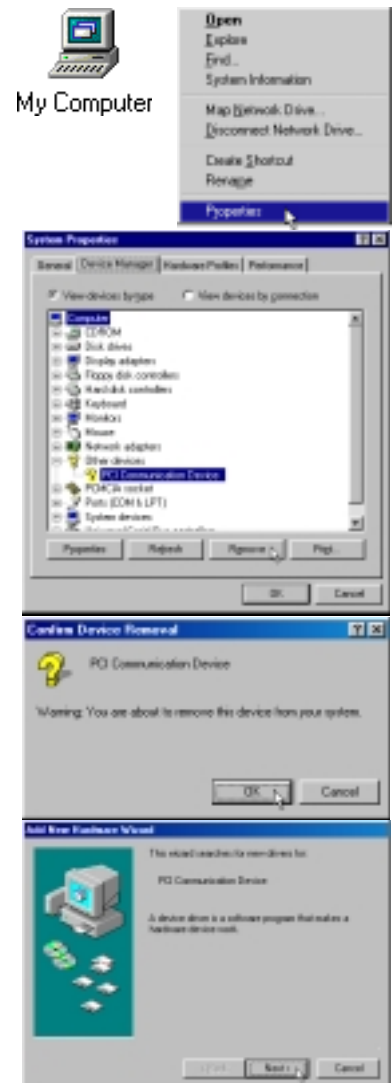 My Computer
Open
Explore
Find...
System Information
Map Network Drive...
Disconnect Network Drive...
Create Shortcut
Rename
Properties
System Properties
General Device Manager Hardware Profiles Performance
View devices by type View devices by connection
Computer
CDROM
Disk drives
Display adapters
Floppy disk controllers
Hard disk controllers
Keyboard
Monitors
Mouse
Network adapters
Other devices
PCI Communication Device
PCMCIA socket
Ports (COM & LPT)
System devices
Properties Refresh Remove Print...
OK Cancel
Confirm Device Removal
PCI Communication Device
Warning: You are about to remove this device from your system.
OK Cancel
Add New Hardware Wizard
This wizard searches for new drivers for:
PCI Communication Device
A device driver is a software program that makes a
hardware device work.
Next > Cancel